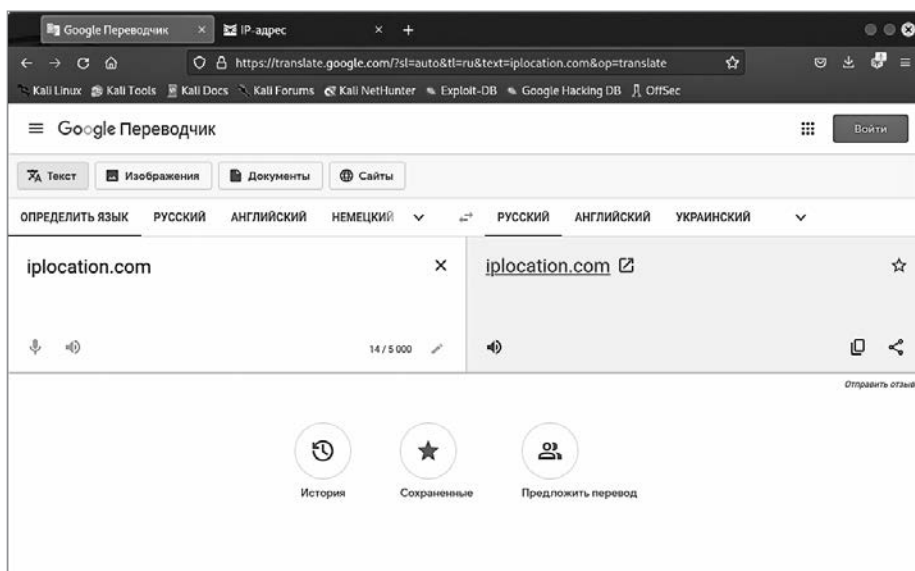 Google Переводчик × IP-адрес × +
https://translate.google.com/?sl=auto&tl=ru&text=iplocation.com&op=translate
Kali Linux Kali Tools Kali Docs Kali Forums Kali NetHunter Exploit-DB Google Hacking DB OffSec
Google Переводчик Войти
Текст Изображения Документы Сайты
ОПРЕДЕЛИТЬ ЯЗЫК РУССКИЙ АНГЛИЙСКИЙ НЕМЕЦКИЙ РУССКИЙ АНГЛИЙСКИЙ УКРАИНСКИЙ
iplocation.com × iplocation.com
14 / 5 000
Отправить отзыв
История Сохраненные Предложить перевод